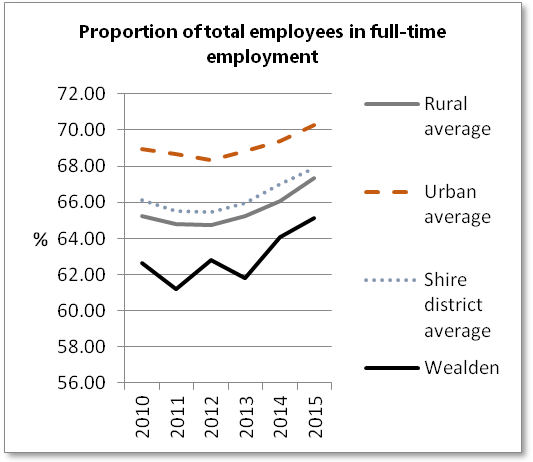 Proportion of total employees in full-time
employment
72.00
70.00
68.00
66.00
64.00
62.00
60.00
58.00
56.00
%
2010
2011
2012
2013
2014
2015
Rural
average
Urban
average
Shire
district
average
Wealden